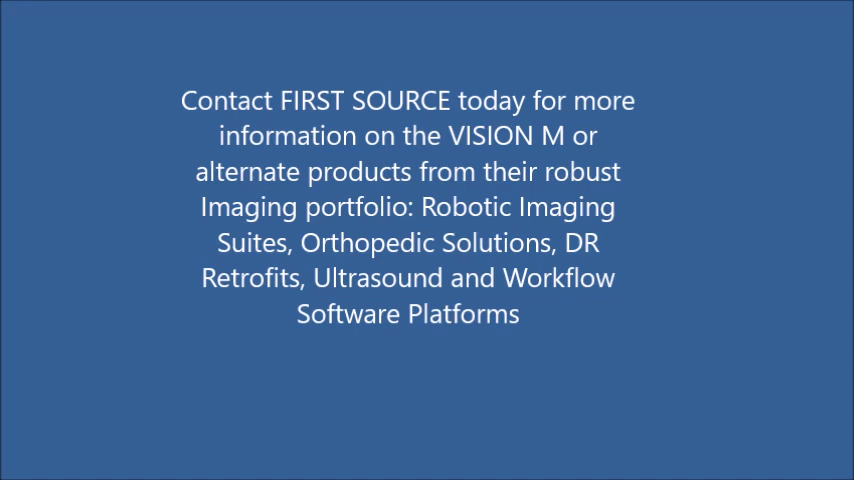 Contact FIRST SOURCE today for more
information on the VISION M or
alternate products from their robust
Imaging portfolio: Robotic Imaging
Suites, Orthopedic Solutions, DR
Retrofits, Ultrasound and Workflow
Software Platforms